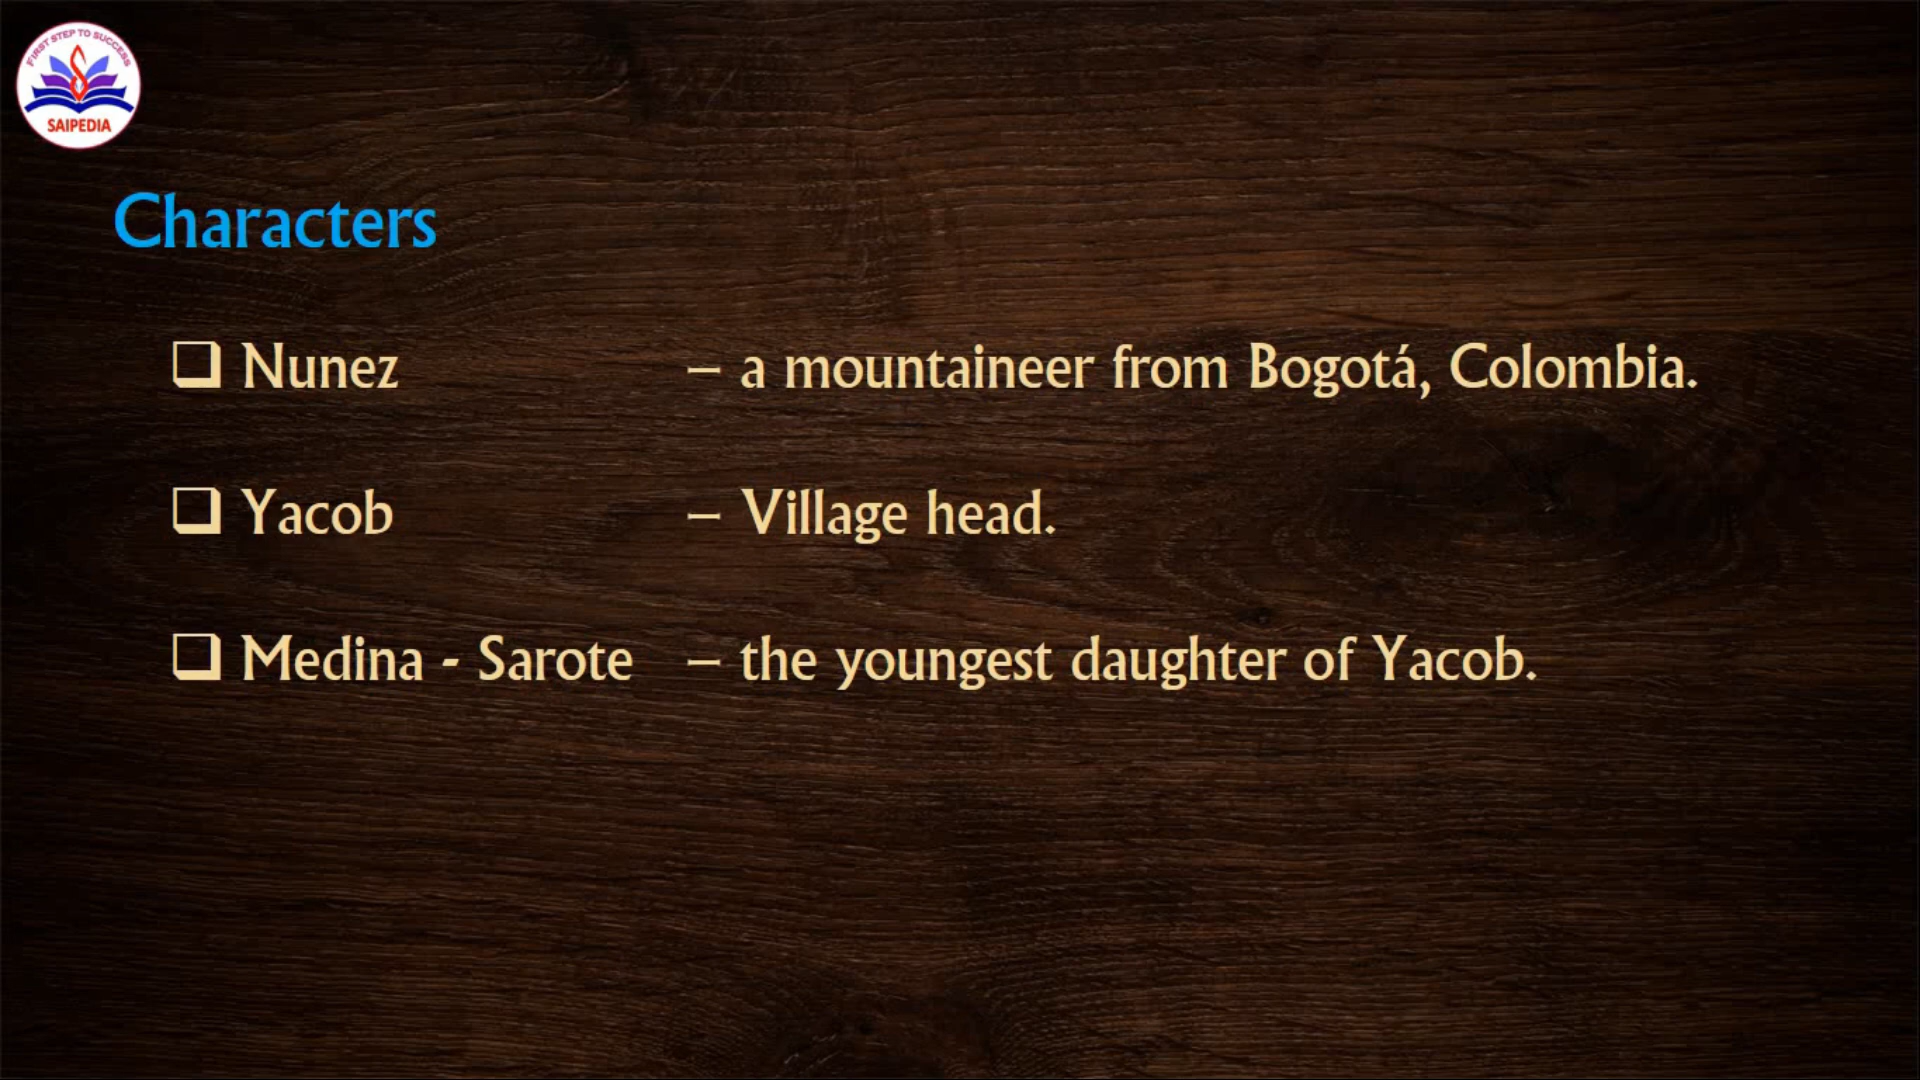 FIRST STEP TO SUCCESS
SAIPEDIA
Characters
❑ Nunez – a mountaineer from Bogotá, Colombia.
❑ Yacob – Village head.
❑ Medina - Sarote – the youngest daughter of Yacob.